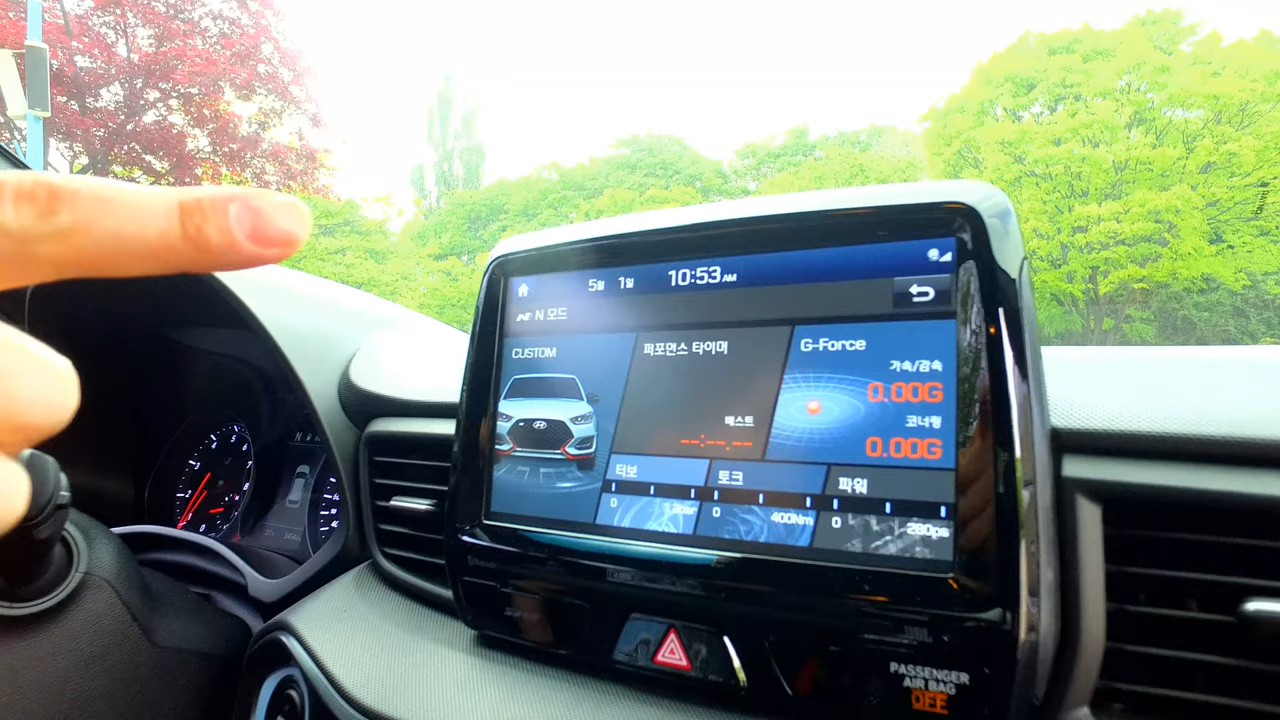 5월 1일 10:53 AM
N 모드
CUSTOM
퍼포먼스 타이머
베스트
--:--.--
G-Force
가속/감속
0.00G
코너링
0.00G
터보
0
토크
0 400Nm
파워
0 280ps
PASSENGER
AIR BAG
OFF